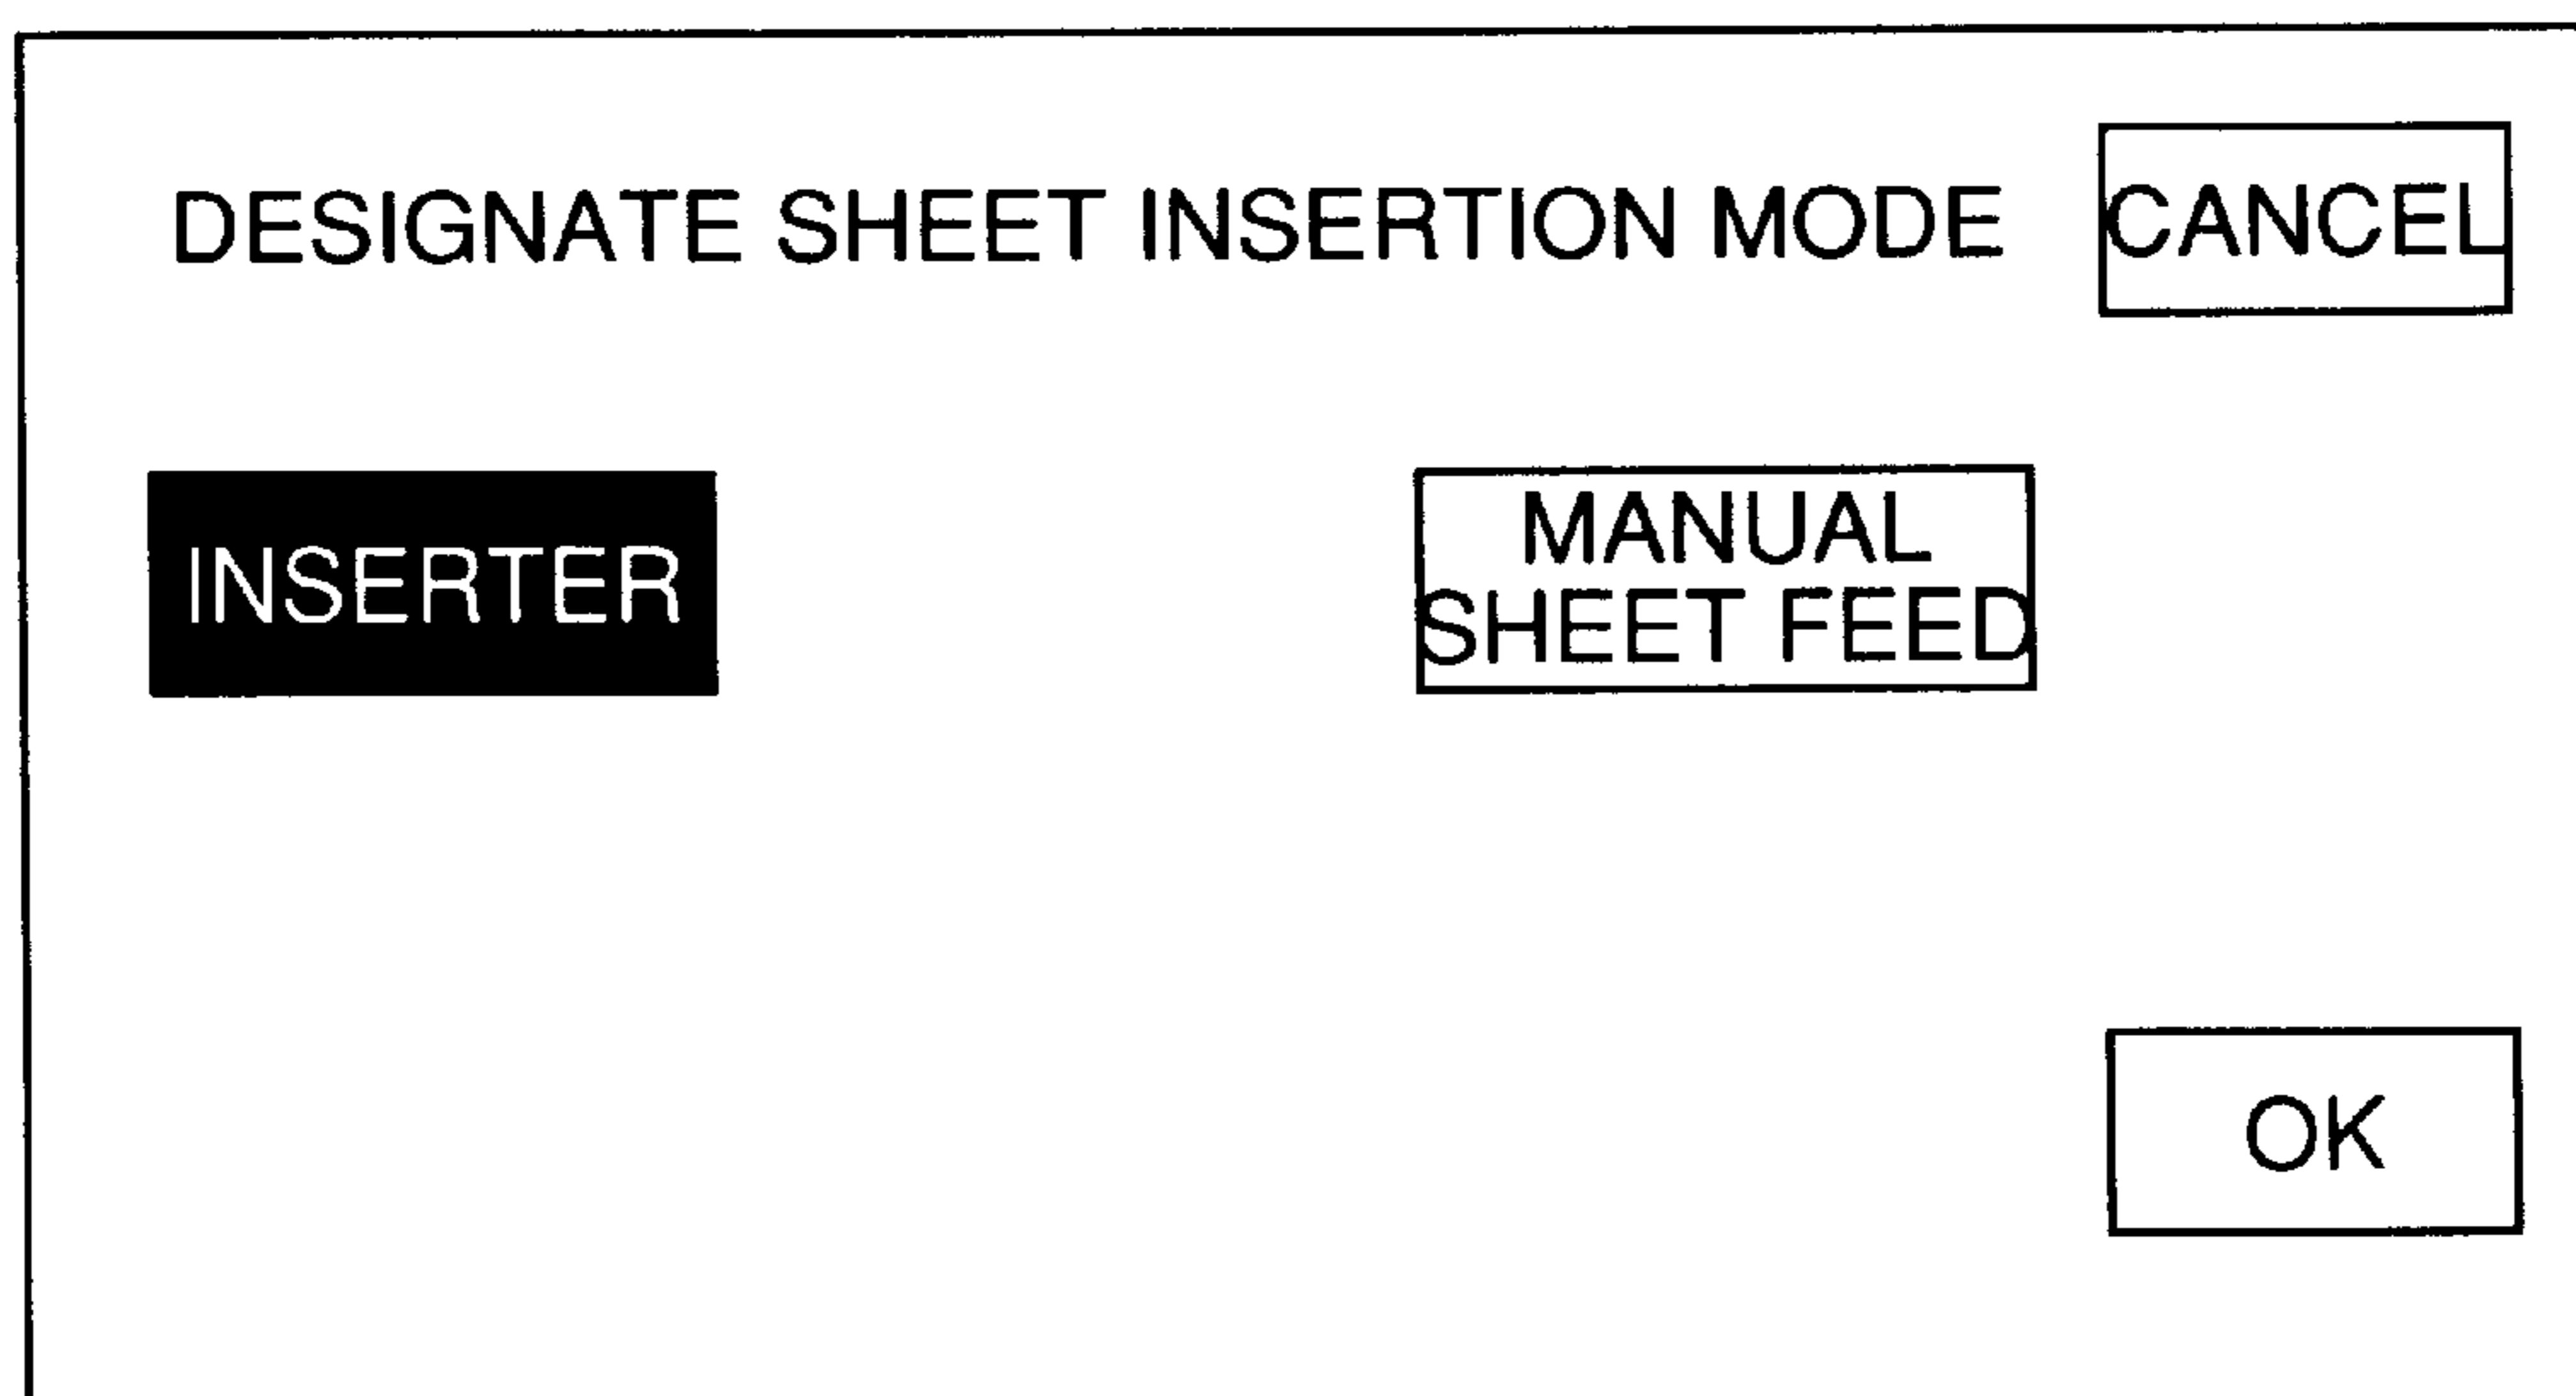 DESIGNATE SHEET INSERTION MODE CANCEL
INSERTER
MANUAL
SHEET FEED
OK